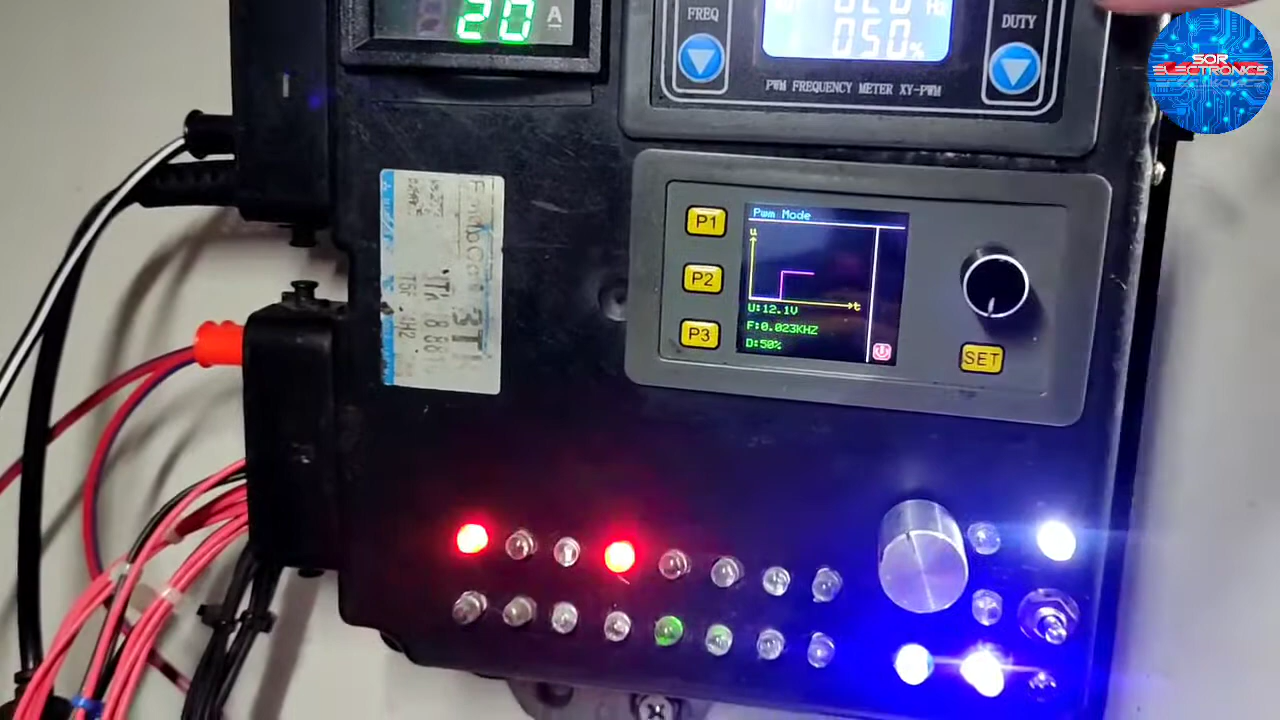 20 A
FREQ
DUTY
Hz
050%
PWM FREQUENCY METER XY-PWM
SOR
ELECTRONICS
P1
P2
P3
Pwm Mode
u
t
U:12.1V
F:0.023KHZ
D:50%
SET